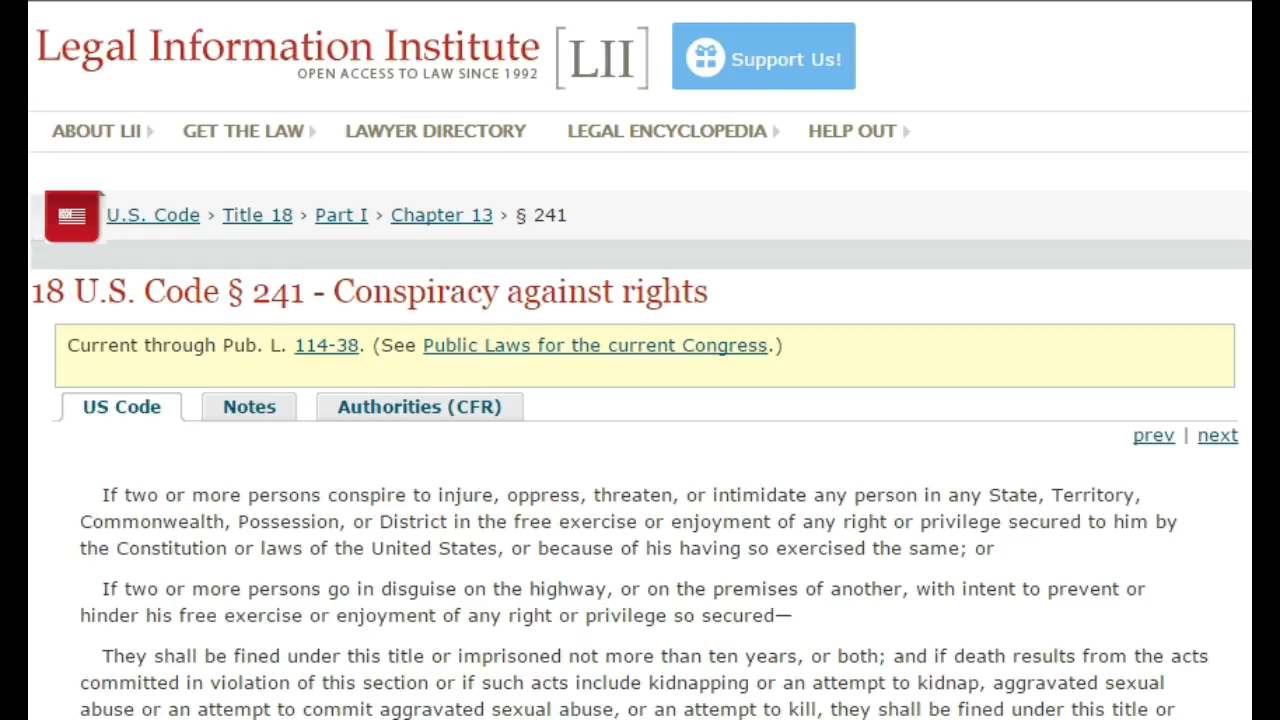 Legal Information Institute [LII] Support Us!
OPEN ACCESS TO LAW SINCE 1992
ABOUT LII GET THE LAW LAWYER DIRECTORY LEGAL ENCYCLOPEDIA HELP OUT
U.S. Code › Title 18 › Part I › Chapter 13 › § 241
18 U.S. Code § 241 - Conspiracy against rights
Current through Pub. L. 114-38. (See Public Laws for the current Congress.)
US Code Notes Authorities (CFR)
prev | next
If two or more persons conspire to injure, oppress, threaten, or intimidate any person in any State, Territory,
Commonwealth, Possession, or District in the free exercise or enjoyment of any right or privilege secured to him by
the Constitution or laws of the United States, or because of his having so exercised the same; or
If two or more persons go in disguise on the highway, or on the premises of another, with intent to prevent or
hinder his free exercise or enjoyment of any right or privilege so secured—
They shall be fined under this title or imprisoned not more than ten years, or both; and if death results from the acts
committed in violation of this section or if such acts include kidnapping or an attempt to kidnap, aggravated sexual
abuse or an attempt to commit aggravated sexual abuse, or an attempt to kill, they shall be fined under this title or